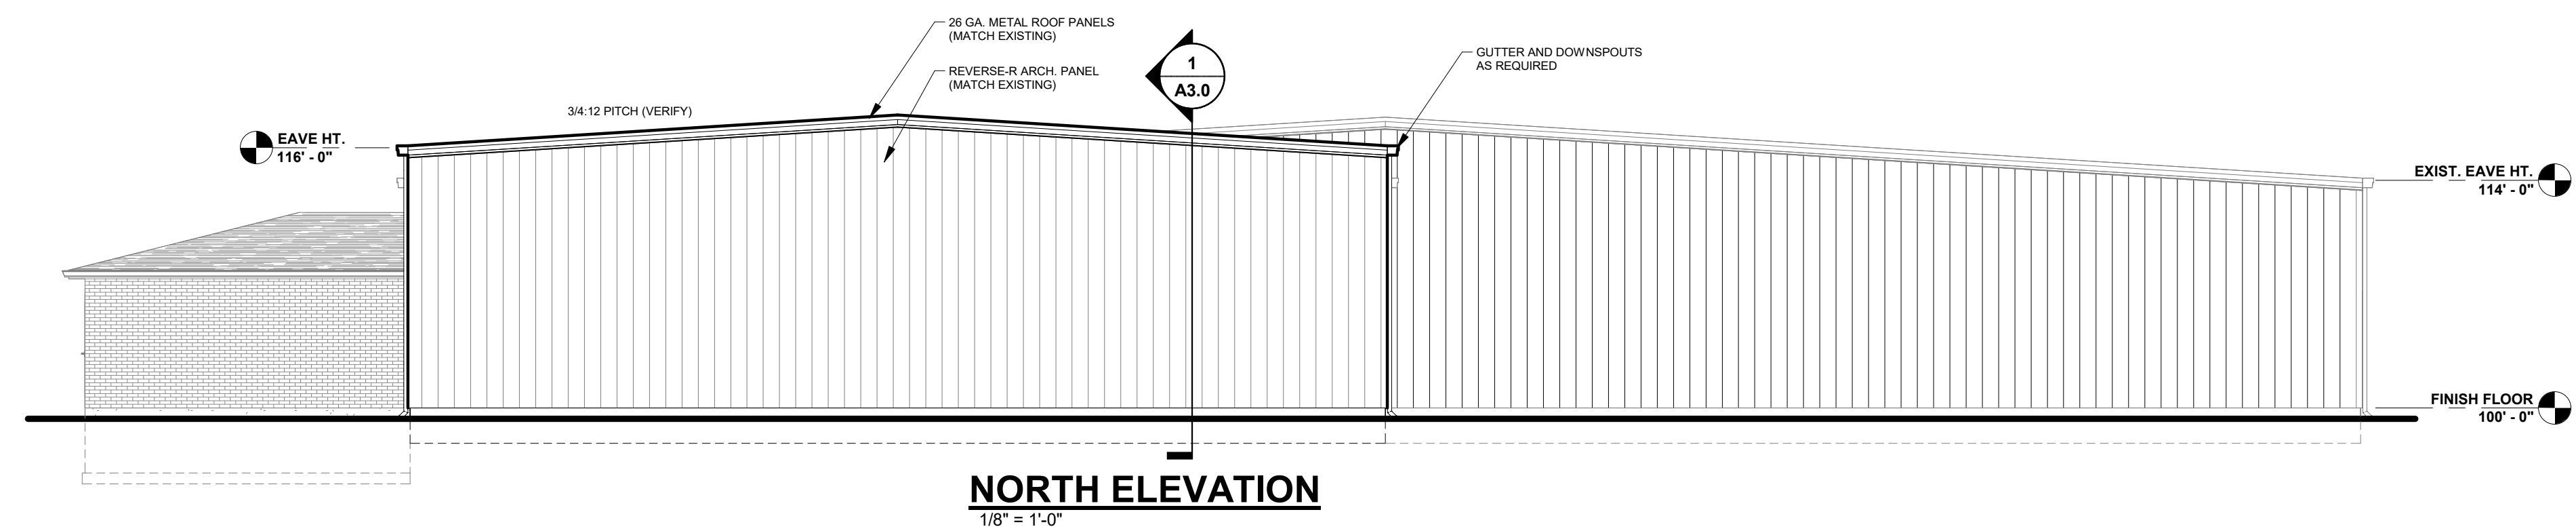 26 GA. METAL ROOF PANELS
(MATCH EXISTING)
REVERSE-R ARCH. PANEL
(MATCH EXISTING)
1
A3.0
GUTTER AND DOWNSPOUTS
AS REQUIRED
3/4:12 PITCH (VERIFY)
EAVE HT.
116' - 0"
EXIST. EAVE HT.
114' - 0"
FINISH FLOOR
100' - 0"
NORTH ELEVATION
1/8" = 1'-0"